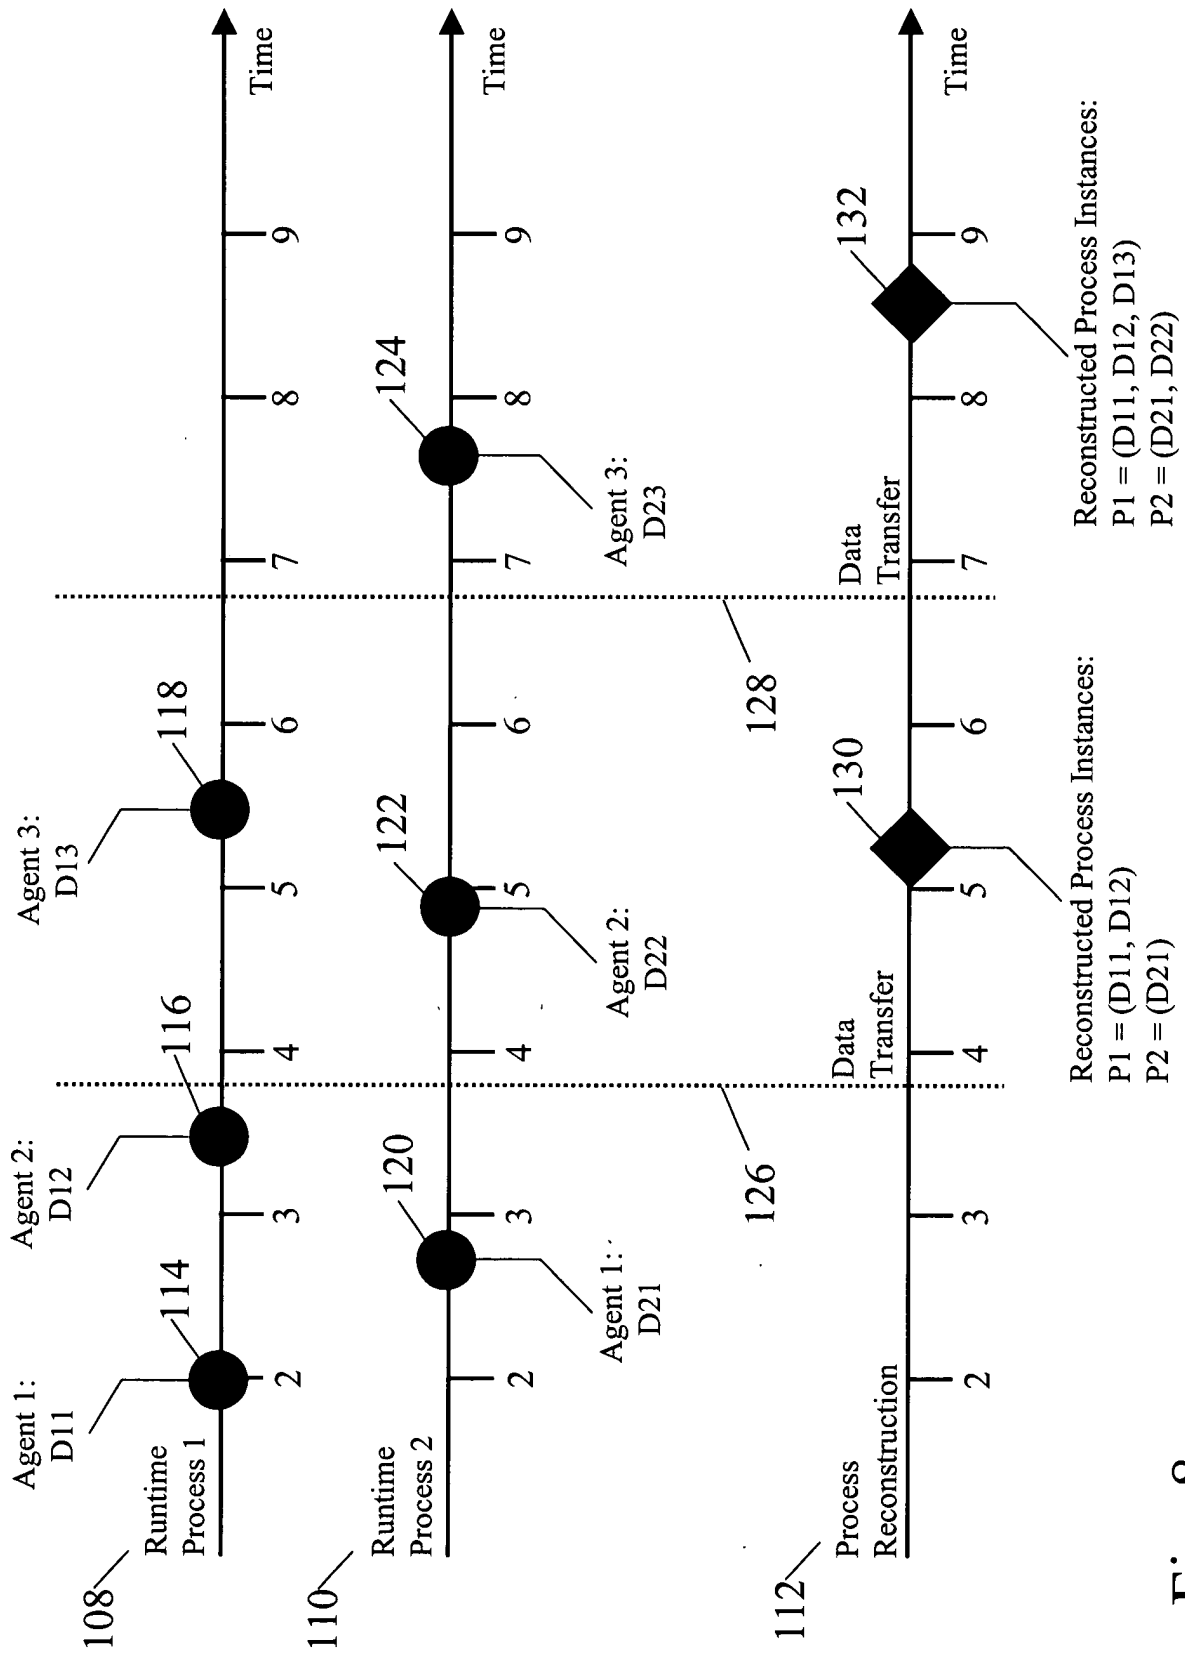 Agent 1:
D11
Agent 2:
D12
Agent 3:
D13
108
Runtime
Process 1
114
116
118
2
3
4
5
6
7
8
9
Time
110
Runtime
Process 2
120
122
124
2
3
4
5
6
7
8
9
Time
Agent 1:
D21
Agent 2:
D22
Agent 3:
D23
126
128
112
Process
Reconstruction
Data
Transfer
130
Data
Transfer
132
2
3
4
5
6
7
8
9
Time
Reconstructed Process Instances:
P1 = (D11, D12)
P2 = (D21)
Reconstructed Process Instances:
P1 = (D11, D12, D13)
P2 = (D21, D22)